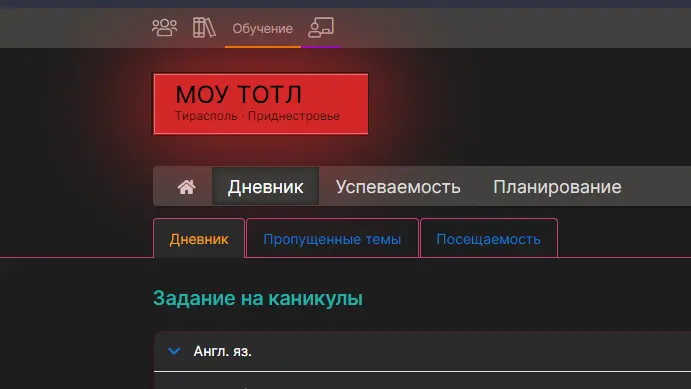 Обучение
МОУ ТОТЛ
Тирасполь · Приднестровье
Дневник Успеваемость Планирование
Дневник Пропущенные темы Посещаемость
Задание на каникулы
Англ. яз.